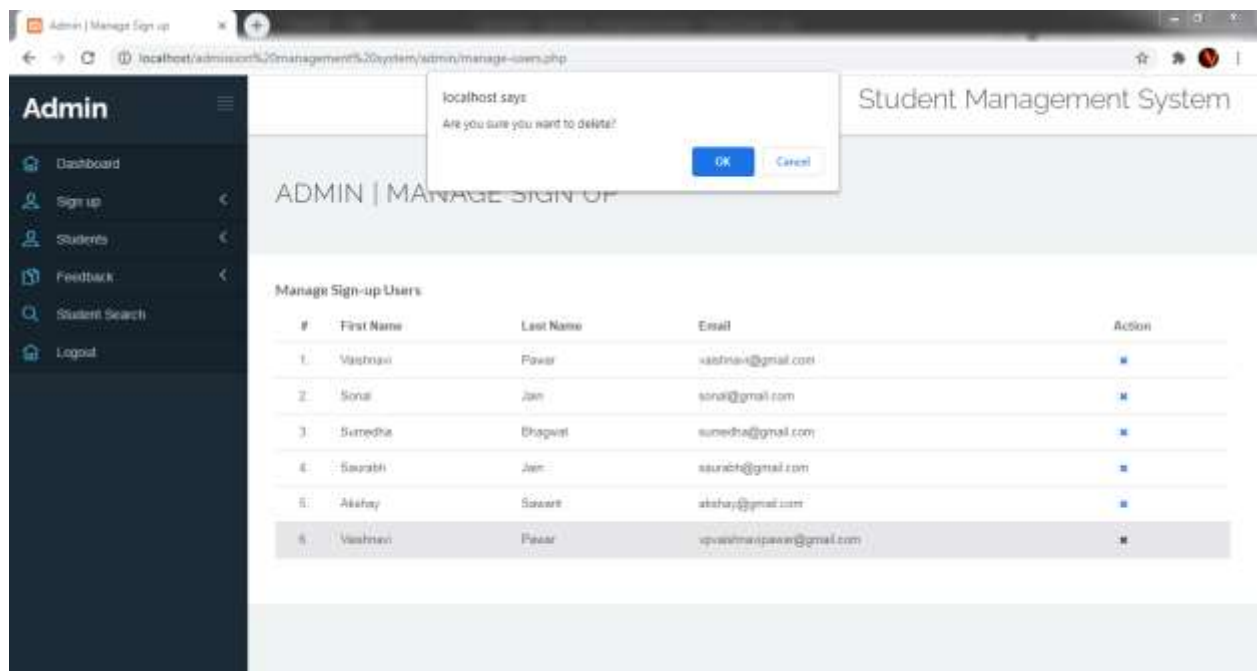 Admin | Manage Sign up
localhost/admission%20management%20system/admin/manage-users.php
localhost says
Are you sure you want to delete?
OK Cancel
Admin
Student Management System
Dashboard
Sign up
Students
Feedback
Student Search
Logout
ADMIN | MANAGE SIGN UP
Manage Sign-up Users
# First Name Last Name Email Action
1. Vaishnavi Pawar vaishnavi@gmail.com
2. Sonal Jain sonal@gmail.com
3. Sumedha Bhagwat sumedha@gmail.com
4. Saurabh Jain saurabh@gmail.com
5. Akshay Sawant akshay@gmail.com
6. Vaishnavi Pawar vpvaishnavipawar@gmail.com